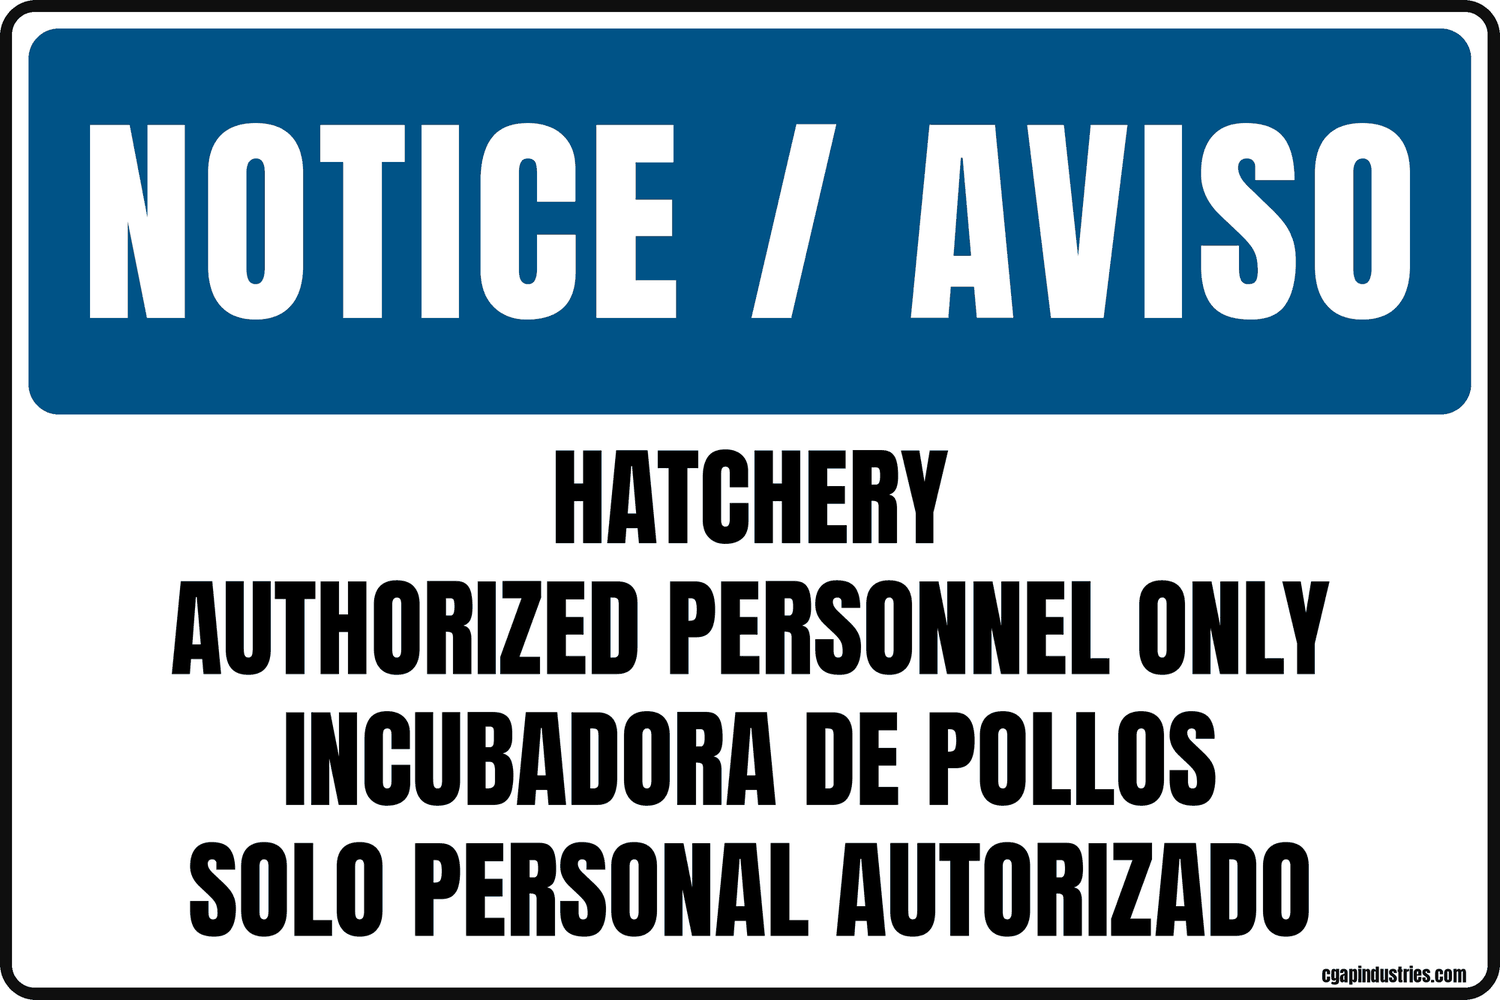 NOTICE / AVISO
HATCHERY
AUTHORIZED PERSONNEL ONLY
INCUBADORA DE POLLOS
SOLO PERSONAL AUTORIZADO
cgapindustries.com